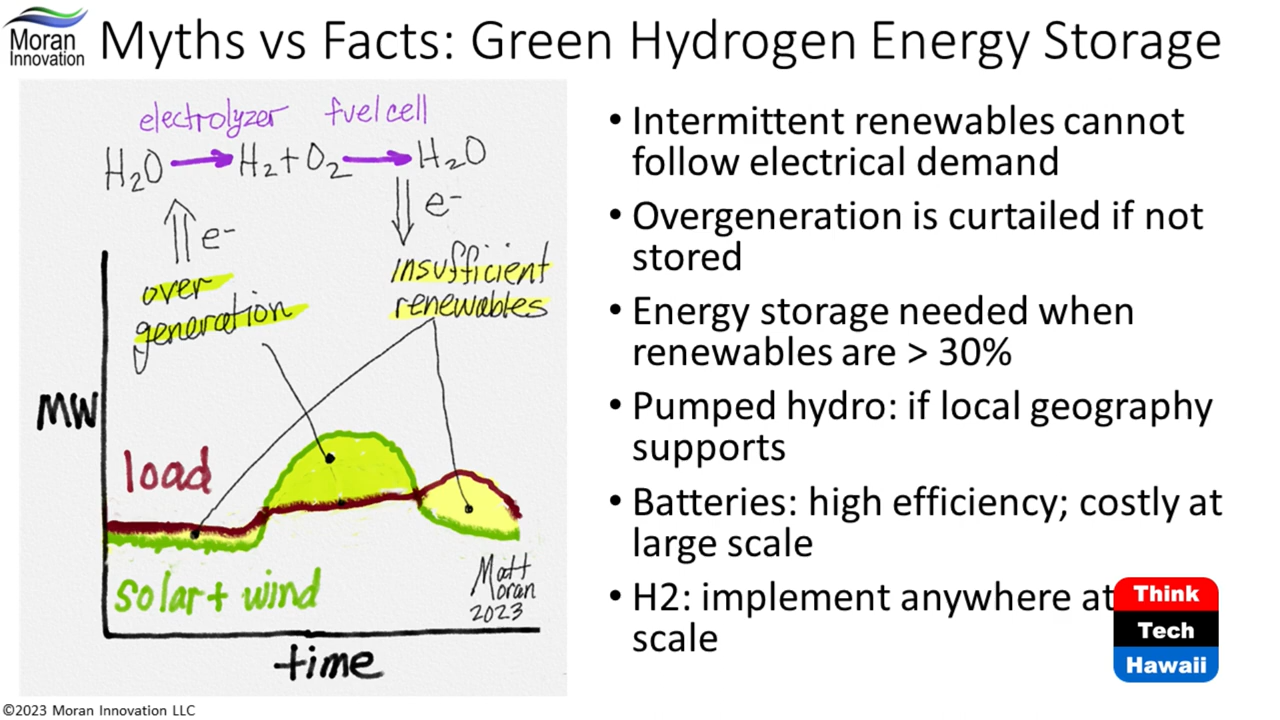 Moran
Innovation
Myths vs Facts: Green Hydrogen Energy Storage
electrolyzer fuel cell
H₂O → H₂ + O₂ → H₂O
e-
e-
over
generation
insufficient
renewables
MW
load
solar + wind
Matt
Moran
2023
time
• Intermittent renewables cannot
follow electrical demand
• Overgeneration is curtailed if not
stored
• Energy storage needed when
renewables are > 30%
• Pumped hydro: if local geography
supports
• Batteries: high efficiency; costly at
large scale
• H2: implement anywhere at
scale
Think
Tech
Hawaii
©2023 Moran Innovation LLC